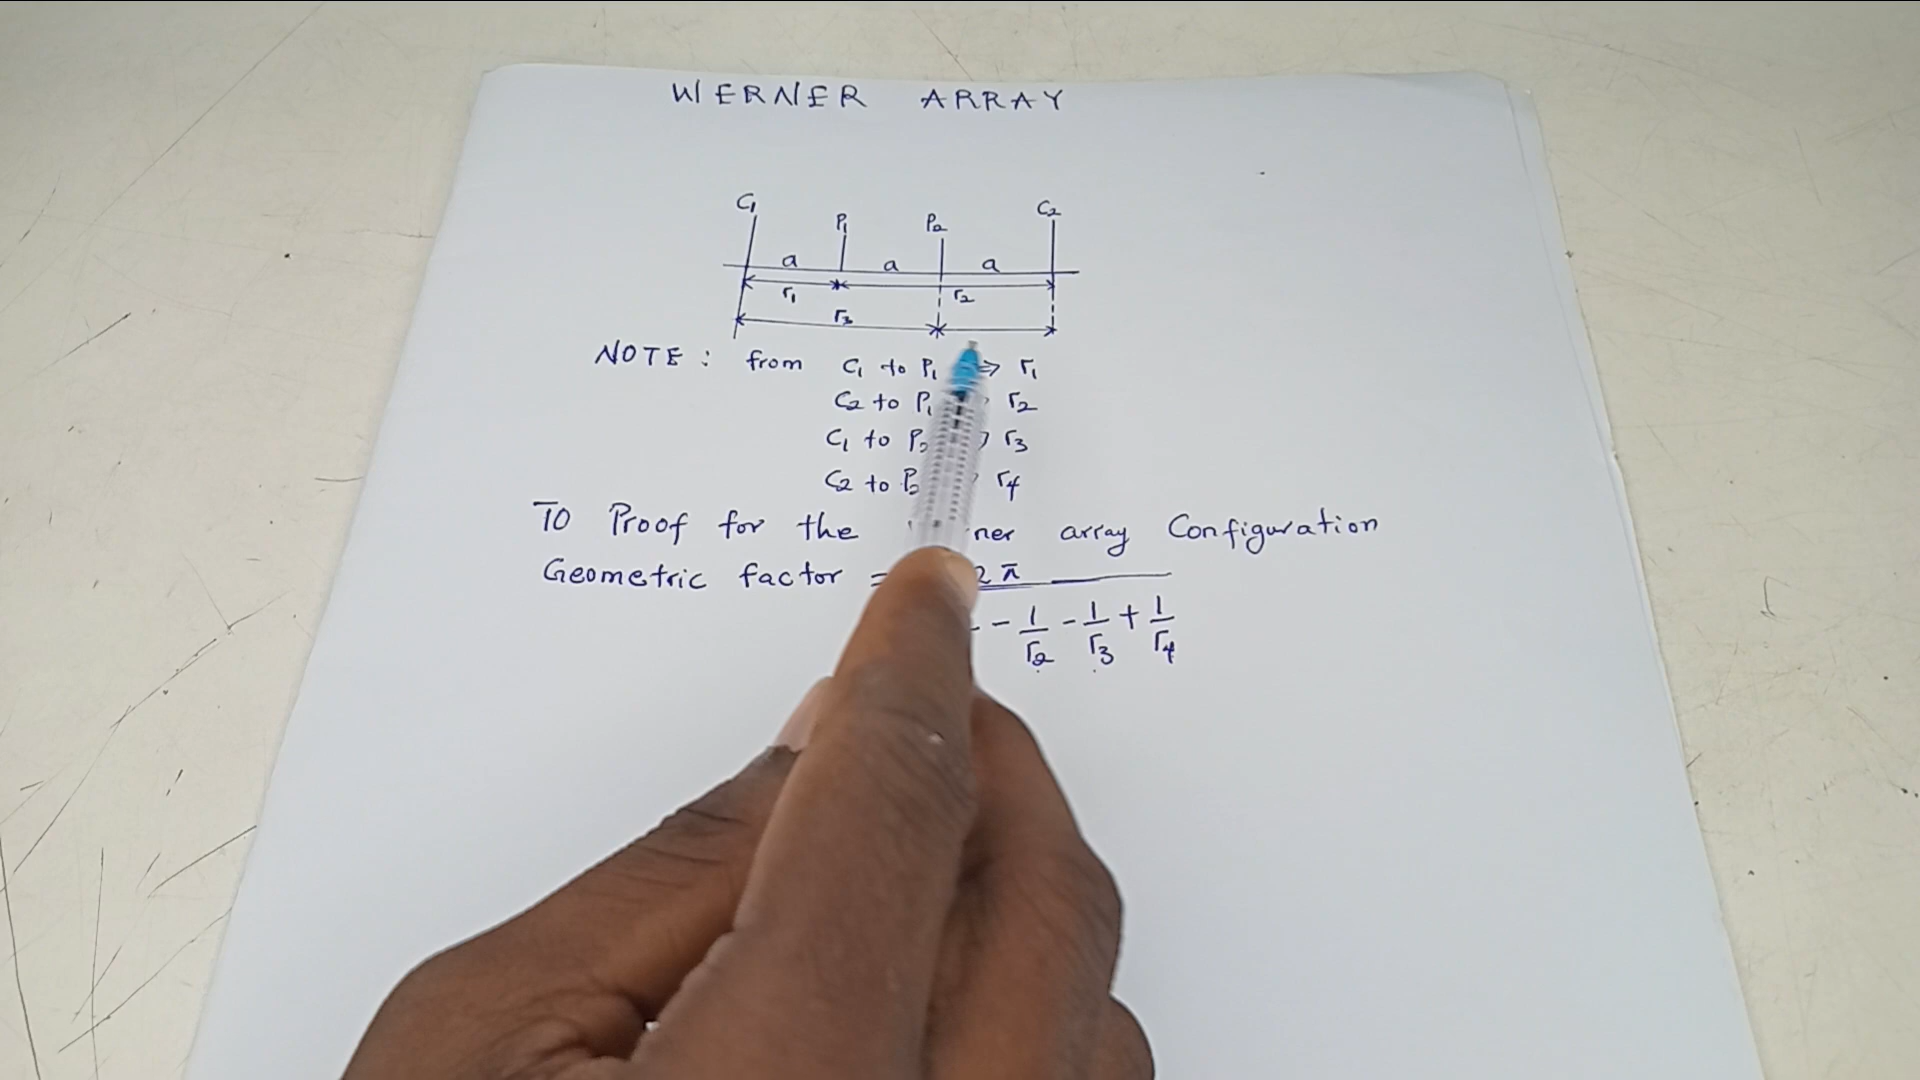 WERNER ARRAY
C₁ P₁ P₂ C₂
a a a
r₁ r₂
r₃
NOTE: from C₁ to P₁ ⇒ r₁
C₂ to P₁ r₂
C₁ to P₂ r₃
C₂ to P₂ r₄
TO Proof for the array Configuration
Geometric factor = 2π
- 1/r₂ - 1/r₃ + 1/r₄